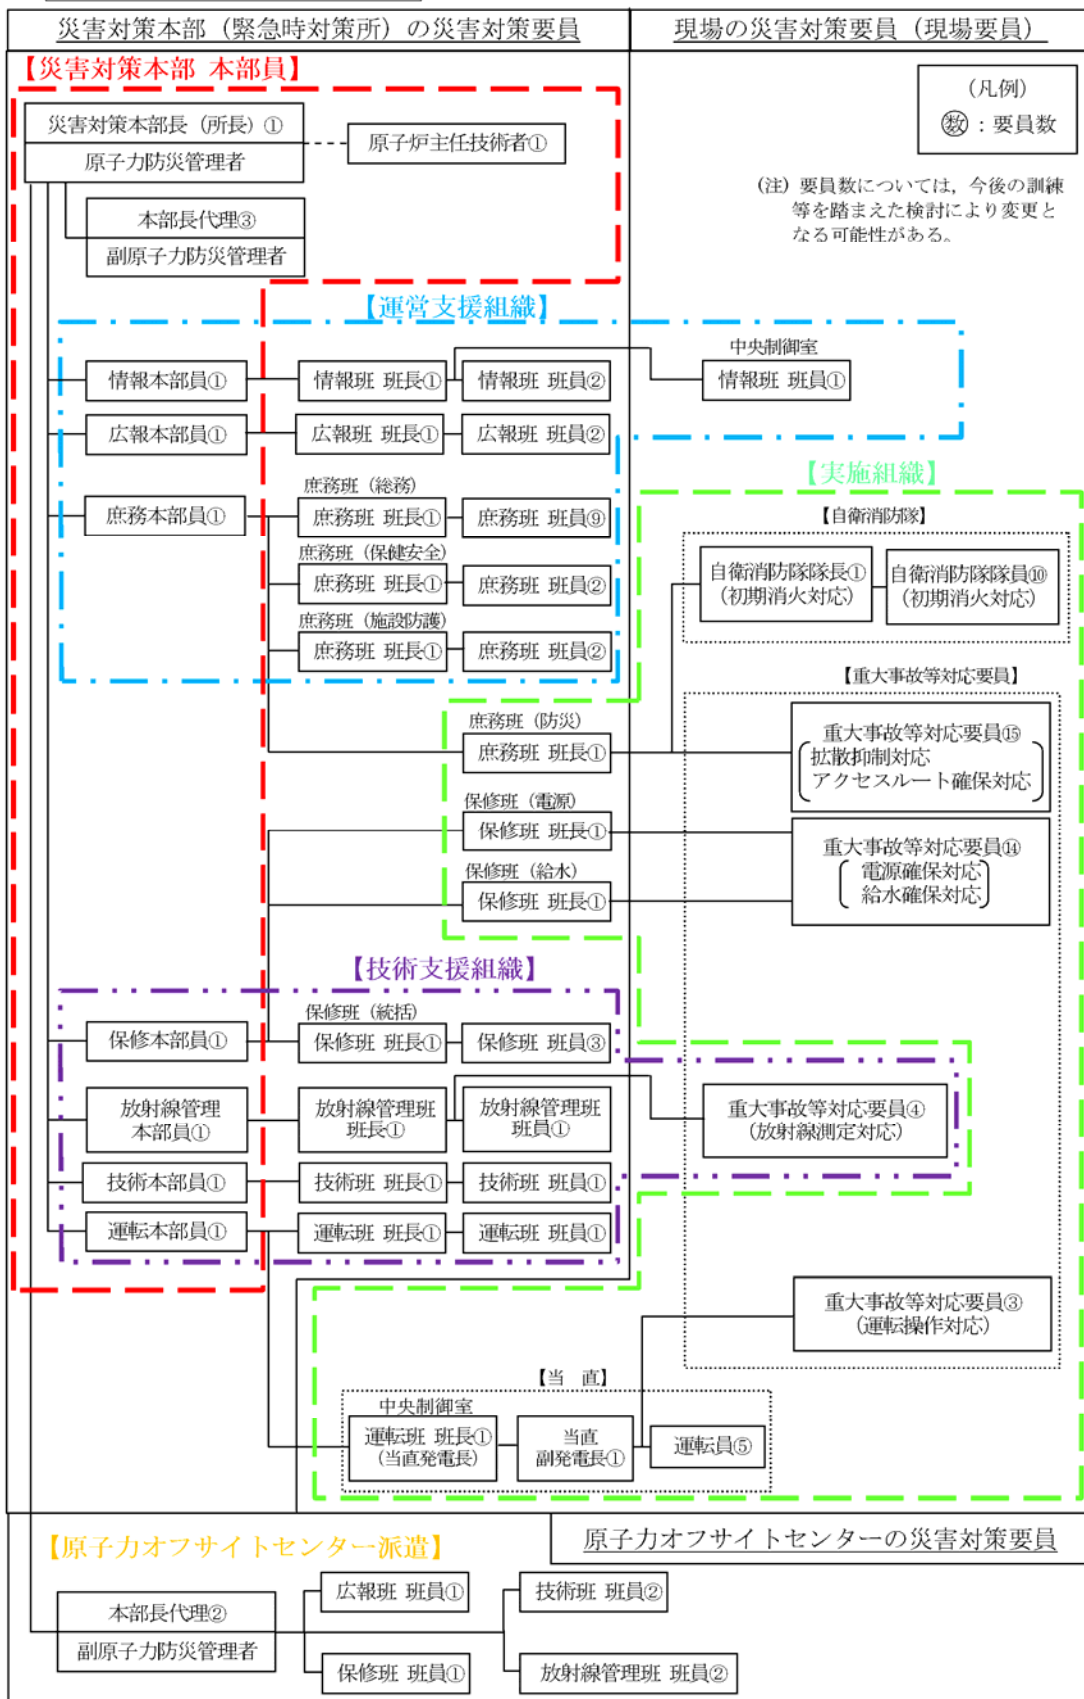 災害対策本部（緊急時対策所）の災害対策要員
現場の災害対策要員（現場要員）
【災害対策本部 本部員】
（凡例）
㊙数：要員数
災害対策本部長（所長）①
原子力防災管理者
原子炉主任技術者①
（注）要員数については，今後の訓練
等を踏まえた検討により変更と
なる可能性がある。
本部長代理③
副原子力防災管理者
【運営支援組織】
中央制御室
情報本部員①
情報班 班長①
情報班 班員②
情報班 班員①
広報本部員①
広報班 班長①
広報班 班員②
【実施組織】
庶務班（総務）
庶務本部員①
庶務班 班長①
庶務班 班員⑨
庶務班（保健安全）
庶務班 班長①
庶務班 班員②
庶務班（施設防護）
庶務班 班長①
庶務班 班員②
【自衛消防隊】
自衛消防隊隊長①
（初期消火対応）
自衛消防隊隊員⑩
（初期消火対応）
【重大事故等対応要員】
庶務班（防災）
庶務班 班長①
重大事故等対応要員⑮
拡散抑制対応
アクセスルート確保対応
保修班（電源）
保修班 班長①
保修班（給水）
保修班 班長①
重大事故等対応要員⑭
電源確保対応
給水確保対応
【技術支援組織】
保修班（統括）
保修本部員①
保修班 班長①
保修班 班員③
放射線管理
本部員①
放射線管理班
班長①
放射線管理班
班員①
重大事故等対応要員④
（放射線測定対応）
技術本部員①
技術班 班長①
技術班 班員①
運転本部員①
運転班 班長①
運転班 班員①
重大事故等対応要員③
（運転操作対応）
【当 直】
中央制御室
運転班 班長①
（当直発電長）
当直
副発電長①
運転員⑤
原子力オフサイトセンターの災害対策要員
【原子力オフサイトセンター派遣】
本部長代理②
副原子力防災管理者
広報班 班員①
技術班 班員②
保修班 班員①
放射線管理班 班員②